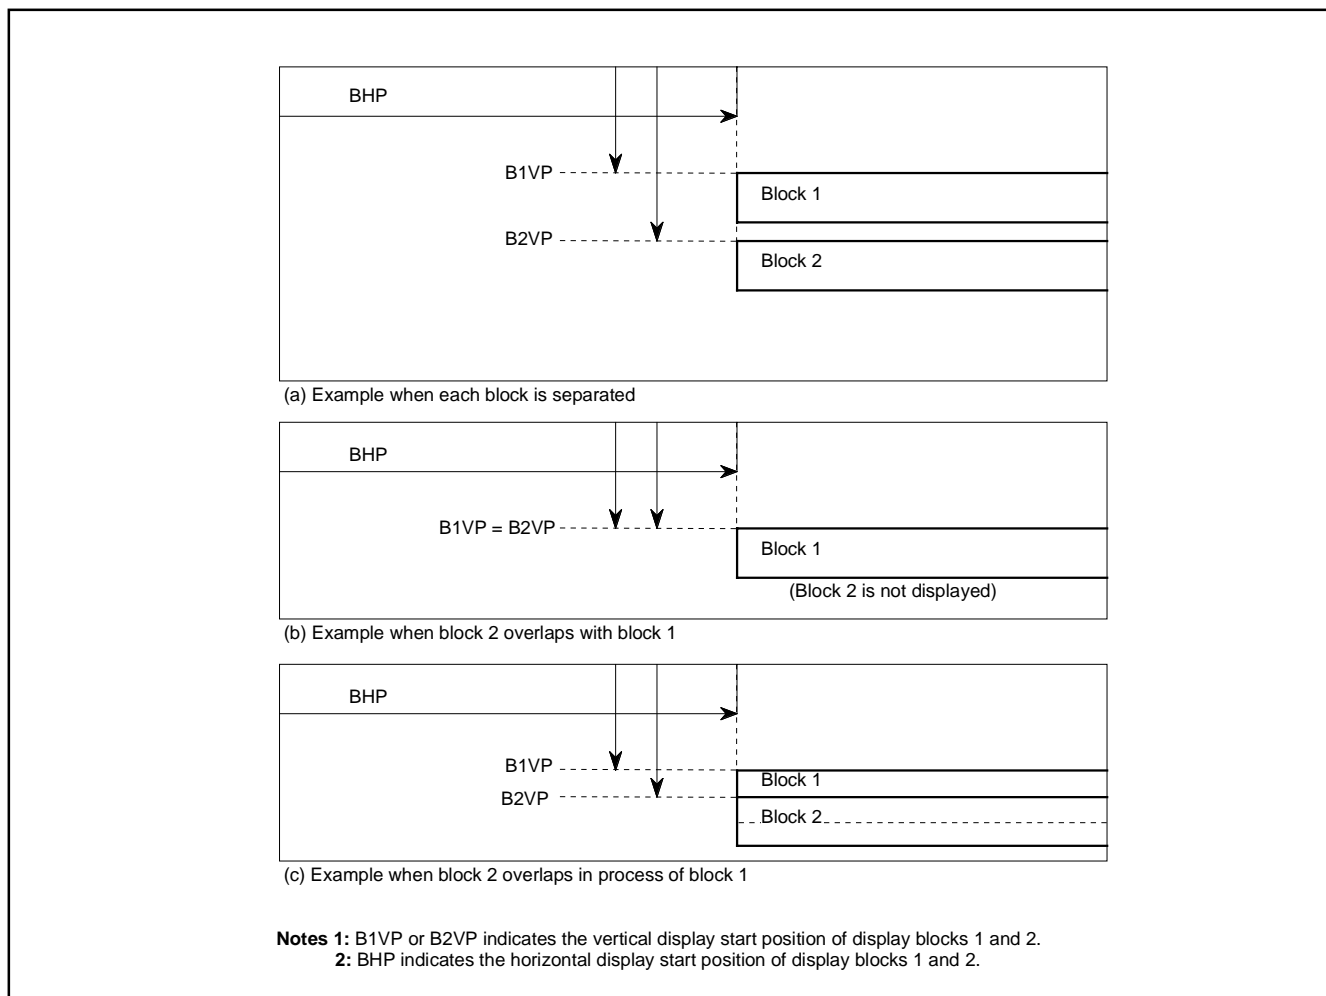 BHP
B1VP
Block 1
B2VP
Block 2
(a) Example when each block is separated
BHP
B1VP = B2VP
Block 1
(Block 2 is not displayed)
(b) Example when block 2 overlaps with block 1
BHP
B1VP
Block 1
B2VP
Block 2
(c) Example when block 2 overlaps in process of block 1
Notes 1: B1VP or B2VP indicates the vertical display start position of display blocks 1 and 2.
2: BHP indicates the horizontal display start position of display blocks 1 and 2.